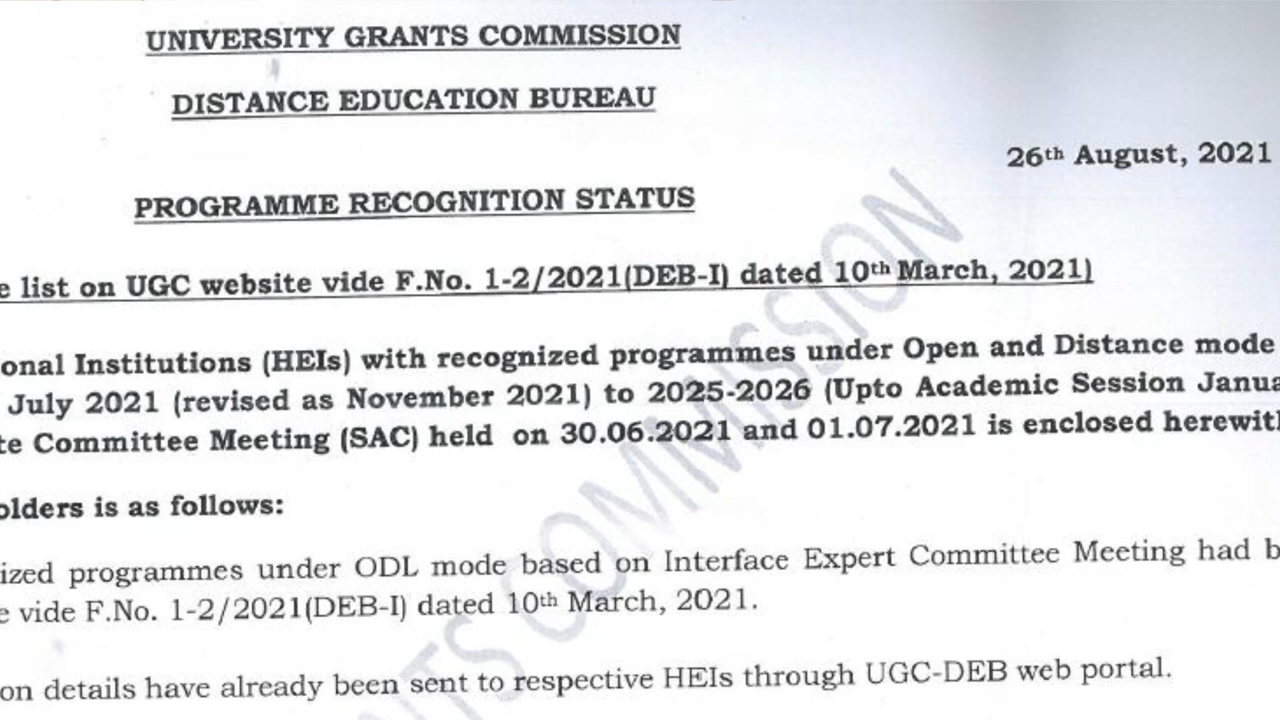 UNIVERSITY GRANTS COMMISSION
DISTANCE EDUCATION BUREAU
26th August, 2021
PROGRAMME RECOGNITION STATUS
e list on UGC website vide F.No. 1-2/2021(DEB-I) dated 10th March, 2021)
onal Institutions (HEIs) with recognized programmes under Open and Distance mode
July 2021 (revised as November 2021) to 2025-2026 (Upto Academic Session Janua
te Committee Meeting (SAC) held on 30.06.2021 and 01.07.2021 is enclosed herewith
olders is as follows:
ized programmes under ODL mode based on Interface Expert Committee Meeting had b
e vide F.No. 1-2/2021(DEB-I) dated 10th March, 2021.
on details have already been sent to respective HEIs through UGC-DEB web portal.
NTS COMMISSION